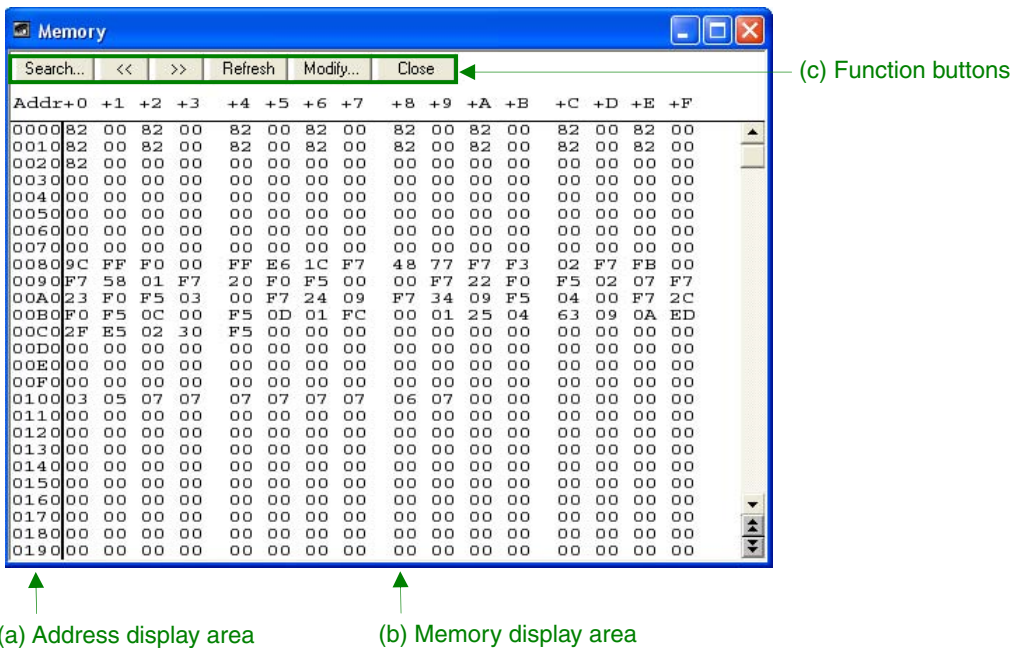 Memory
Search... << >> Refresh Modify... Close
(c) Function buttons
Addr+0 +1 +2 +3 +4 +5 +6 +7 +8 +9 +A +B +C +D +E +F
0000 82 00 82 00 82 00 82 00 82 00 82 00 82 00 82 00
0010 82 00 82 00 82 00 82 00 82 00 82 00 82 00 82 00
0020 82 00 00 00 00 00 00 00 00 00 00 00 00 00 00 00
0030 00 00 00 00 00 00 00 00 00 00 00 00 00 00 00 00
0040 00 00 00 00 00 00 00 00 00 00 00 00 00 00 00 00
0050 00 00 00 00 00 00 00 00 00 00 00 00 00 00 00 00
0060 00 00 00 00 00 00 00 00 00 00 00 00 00 00 00 00
0070 00 00 00 00 00 00 00 00 00 00 00 00 00 00 00 00
0080 9C FF F0 00 FF E6 1C F7 48 77 F7 F3 02 F7 FB 00
0090 F7 58 01 F7 20 F0 F5 00 00 F7 22 F0 F5 02 07 F7
00A0 23 F0 F5 03 00 F7 24 09 F7 34 09 F5 04 00 F7 2C
00B0 F0 F5 0C 00 F5 0D 01 FC 00 01 25 04 63 09 0A ED
00C0 2F E5 02 30 F5 00 00 00 00 00 00 00 00 00 00 00
00D0 00 00 00 00 00 00 00 00 00 00 00 00 00 00 00 00
00E0 00 00 00 00 00 00 00 00 00 00 00 00 00 00 00 00
00F0 00 00 00 00 00 00 00 00 00 00 00 00 00 00 00 00
0100 03 05 07 07 07 07 07 07 06 07 00 00 00 00 00 00
0110 00 00 00 00 00 00 00 00 00 00 00 00 00 00 00 00
0120 00 00 00 00 00 00 00 00 00 00 00 00 00 00 00 00
0130 00 00 00 00 00 00 00 00 00 00 00 00 00 00 00 00
0140 00 00 00 00 00 00 00 00 00 00 00 00 00 00 00 00
0150 00 00 00 00 00 00 00 00 00 00 00 00 00 00 00 00
0160 00 00 00 00 00 00 00 00 00 00 00 00 00 00 00 00
0170 00 00 00 00 00 00 00 00 00 00 00 00 00 00 00 00
0180 00 00 00 00 00 00 00 00 00 00 00 00 00 00 00 00
0190 00 00 00 00 00 00 00 00 00 00 00 00 00 00 00 00
(a) Address display area
(b) Memory display area